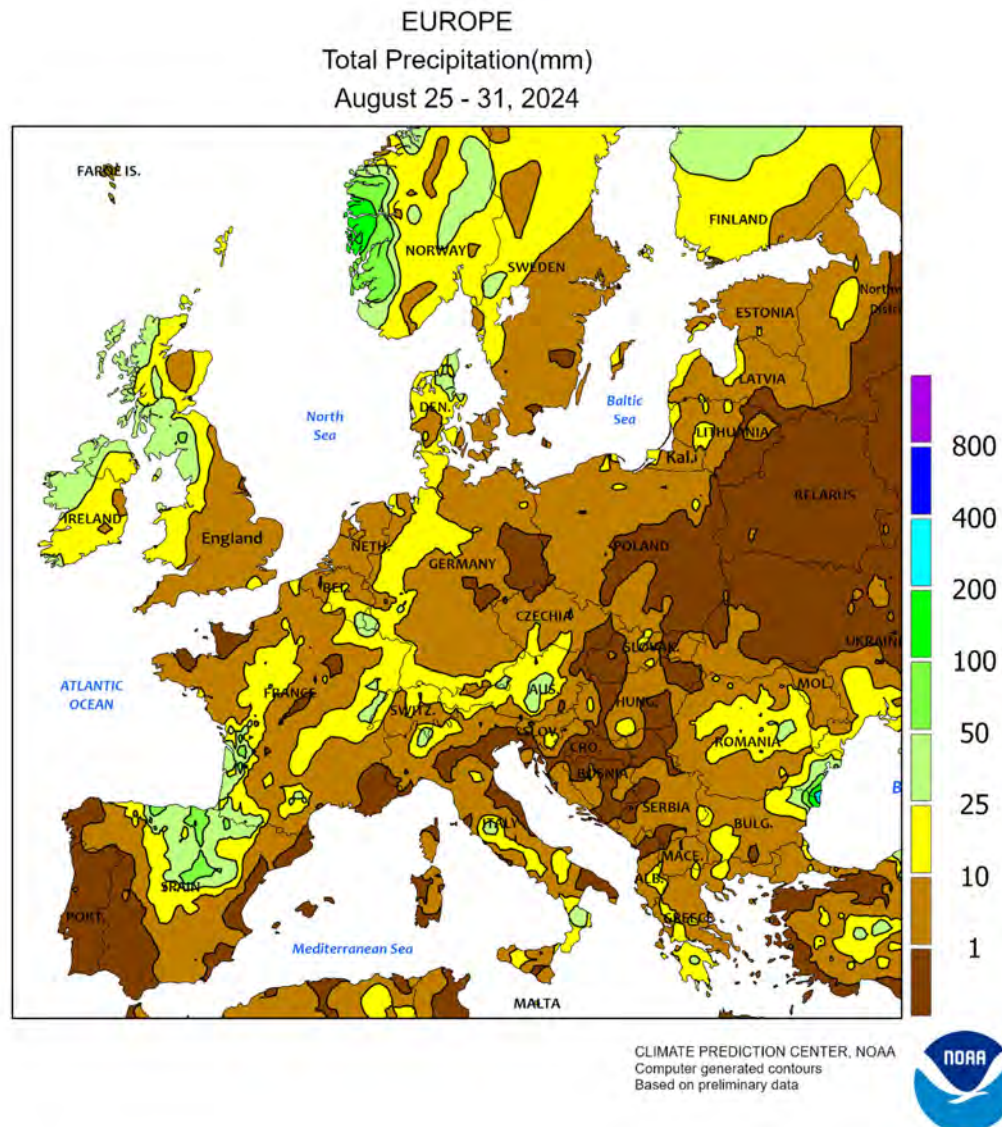 EUROPE
Total Precipitation(mm)
August 25 - 31, 2024
FAROE IS.
FINLAND
NORWAY
SWEDEN
ESTONIA
LATVIA
North
Sea
Baltic
Sea
DEN.
LITHUANIA
Kal.
BELARUS
IRELAND
England
NETH.
GERMANY
POLAND
BEL.
CZECHIA
UKRAINE
SLOVAK.
ATLANTIC
OCEAN
FRANCE
SWITZ.
AUS.
HUNG.
MOL.
SLOV.
CRO.
ROMANIA
BOSNIA
SERBIA
B
ITALY
BULG.
MACE.
ALB.
SPAIN
PORT.
GREECE
Mediterranean Sea
MALTA
800
400
200
100
50
25
10
1
CLIMATE PREDICTION CENTER, NOAA
Computer generated contours
Based on preliminary data
NOAA